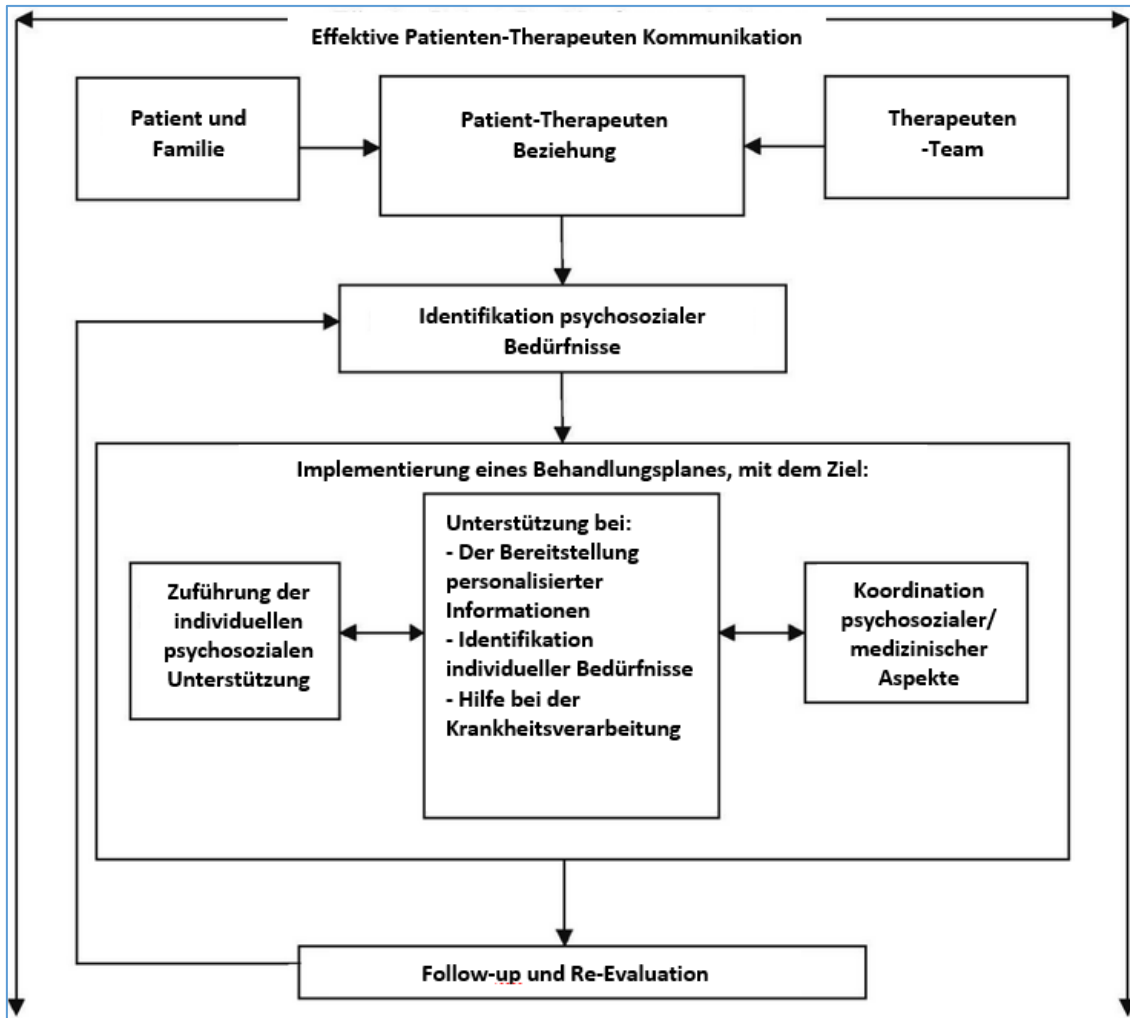 Effektive Patienten-Therapeuten Kommunikation
Patient und
Familie
Patient-Therapeuten
Beziehung
Therapeuten
-Team
Identifikation psychosozialer
Bedürfnisse
Implementierung eines Behandlungsplanes, mit dem Ziel:
Zuführung der
individuellen
psychosozialen
Unterstützung
Unterstützung bei:
- Der Bereitstellung
personalisierter
Informationen
- Identifikation
individueller Bedürfnisse
- Hilfe bei der
Krankheitsverarbeitung
Koordination
psychosozialer/
medizinischer
Aspekte
Follow-up und Re-Evaluation